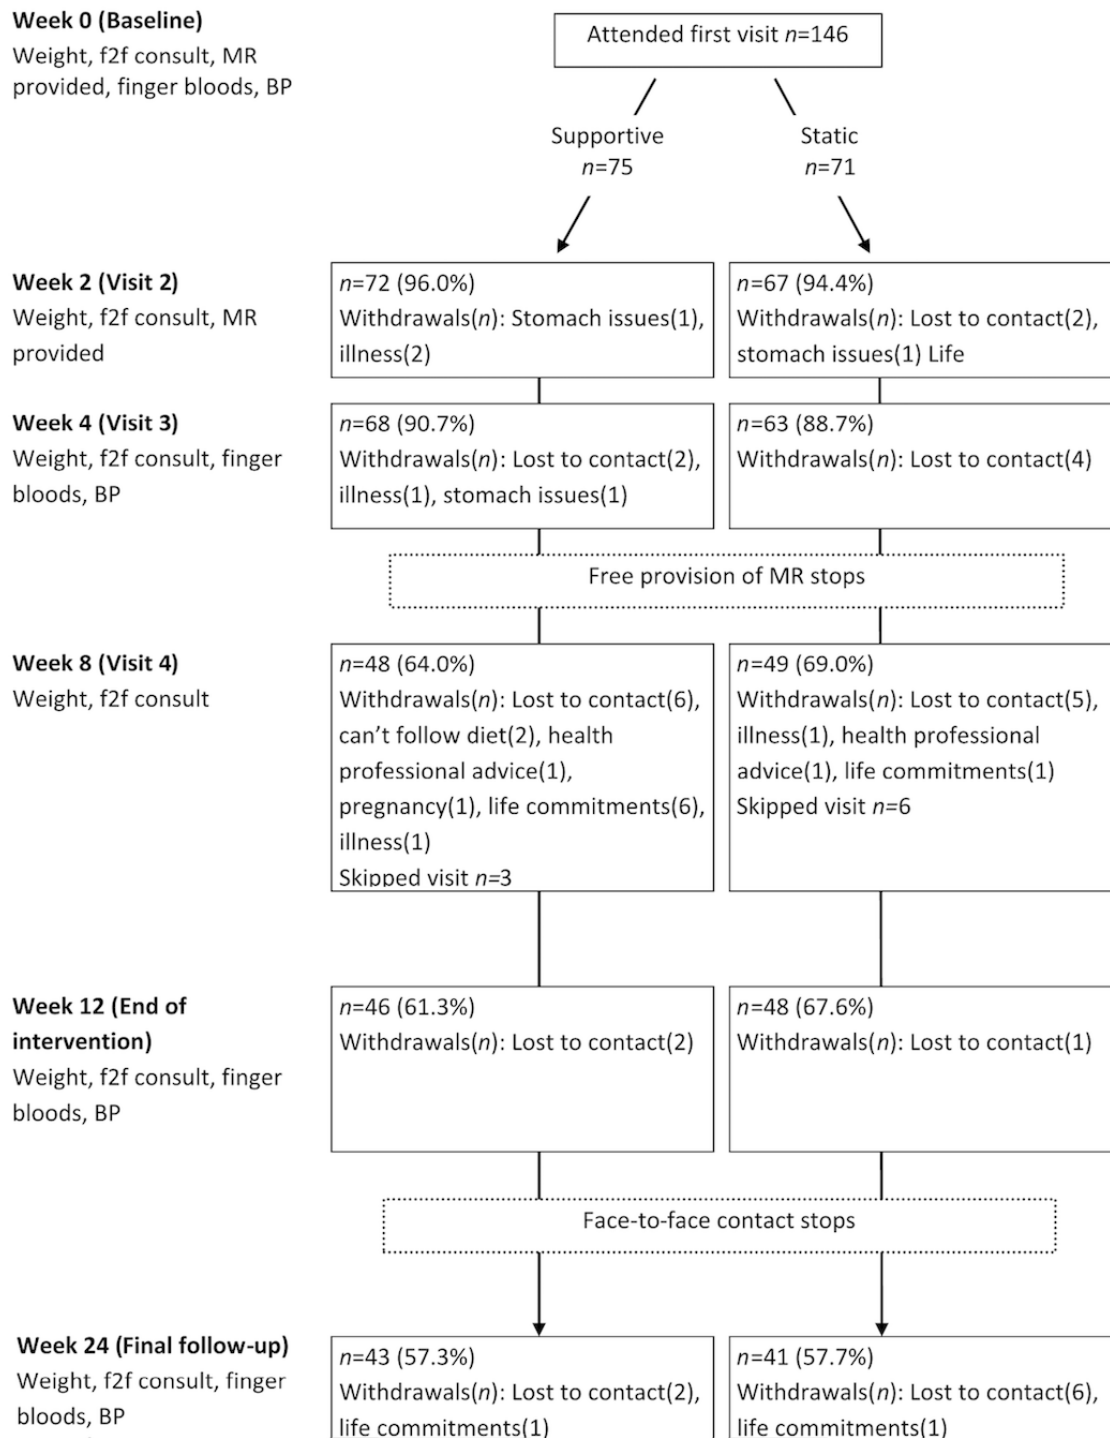 Week 0 (Baseline)
Weight, f2f consult, MR
provided, finger bloods, BP
Attended first visit n=146
Supportive
n=75
Static
n=71
Week 2 (Visit 2)
Weight, f2f consult, MR
provided
n=72 (96.0%)
Withdrawals(n): Stomach issues(1),
illness(2)
n=67 (94.4%)
Withdrawals(n): Lost to contact(2),
stomach issues(1) Life
Week 4 (Visit 3)
Weight, f2f consult, finger
bloods, BP
n=68 (90.7%)
Withdrawals(n): Lost to contact(2),
illness(1), stomach issues(1)
n=63 (88.7%)
Withdrawals(n): Lost to contact(4)
Free provision of MR stops
Week 8 (Visit 4)
Weight, f2f consult
n=48 (64.0%)
Withdrawals(n): Lost to contact(6),
can't follow diet(2), health
professional advice(1),
pregnancy(1), life commitments(6),
illness(1)
Skipped visit n=3
n=49 (69.0%)
Withdrawals(n): Lost to contact(5),
illness(1), health professional
advice(1), life commitments(1)
Skipped visit n=6
Week 12 (End of
intervention)
Weight, f2f consult, finger
bloods, BP
n=46 (61.3%)
Withdrawals(n): Lost to contact(2)
n=48 (67.6%)
Withdrawals(n): Lost to contact(1)
Face-to-face contact stops
Week 24 (Final follow-up)
Weight, f2f consult, finger
bloods, BP
n=43 (57.3%)
Withdrawals(n): Lost to contact(2),
life commitments(1)
n=41 (57.7%)
Withdrawals(n): Lost to contact(6),
life commitments(1)